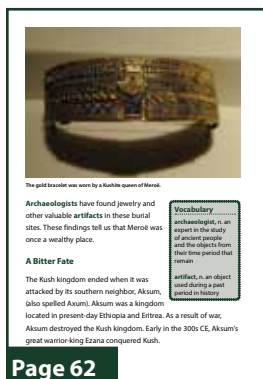 The gold bracelet was worn by a Kushite queen of Meroë.
Archaeologists have found jewelry and
other valuable artifacts in these burial
sites. These findings tell us that Meroë was
once a wealthy place.
Vocabulary
archaeologist, n. an
expert in the study
of ancient people
and the objects from
their time period that
remain
artifact, n. an object
used during a past
period in history
A Bitter Fate
The Kush kingdom ended when it was
attacked by its southern neighbor, Aksum,
(also spelled Axum). Aksum was a kingdom
located in present-day Ethiopia and Eritrea. As a result of war,
Aksum destroyed the Kush kingdom. Early in the 300s CE, Aksum's
great warrior-king Ezana conquered Kush.
Page 62